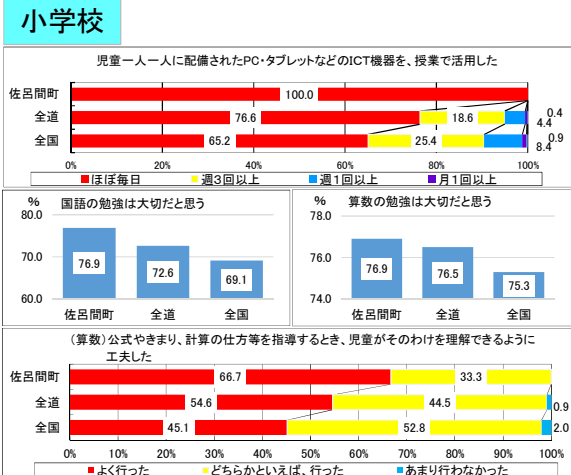 小学校
児童一人一人に配備されたPC・タブレットなどのICT機器を、授業で活用した
佐呂間町
100.0
全道
76.6
18.6
4.4
0.4
全国
65.2
25.4
8.4
0.9
0% 20% 40% 60% 80% 100%
ほぼ毎日 週3回以上 週1回以上 月1回以上
% 国語の勉強は大切だと思う
80.0
70.0
60.0
76.9
72.6
69.1
佐呂間町 全道 全国
% 算数の勉強は大切だと思う
78.0
76.0
74.0
76.9
76.5
75.3
佐呂間町 全道 全国
(算数)公式やきまり、計算の仕方等を指導するとき、児童がそのわけを理解できるように
工夫した
佐呂間町
66.7
33.3
全道
54.6
44.5
0.9
全国
45.1
52.8
2.0
0% 10% 20% 30% 40% 50% 60% 70% 80% 90% 100%
よく行った どちらかといえば、行った あまり行わなかった